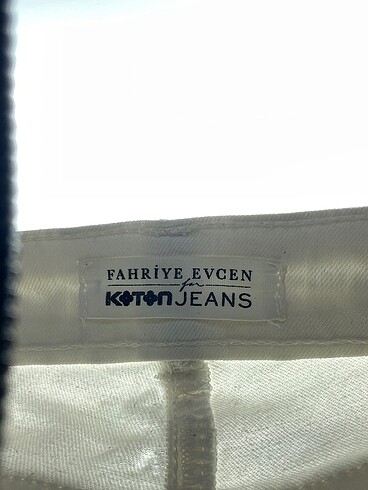 FAHRİYE EVCEN
for
KOTON JEANS